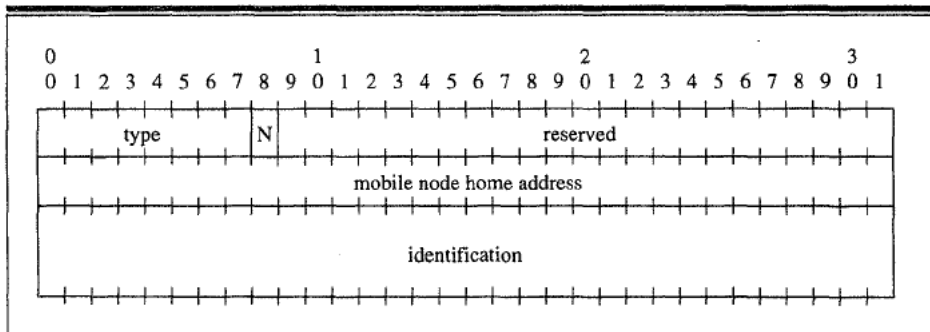 0 1 2 3
0 1 2 3 4 5 6 7 8 9 0 1 2 3 4 5 6 7 8 9 0 1 2 3 4 5 6 7 8 9 0 1
type N reserved
mobile node home address
identification